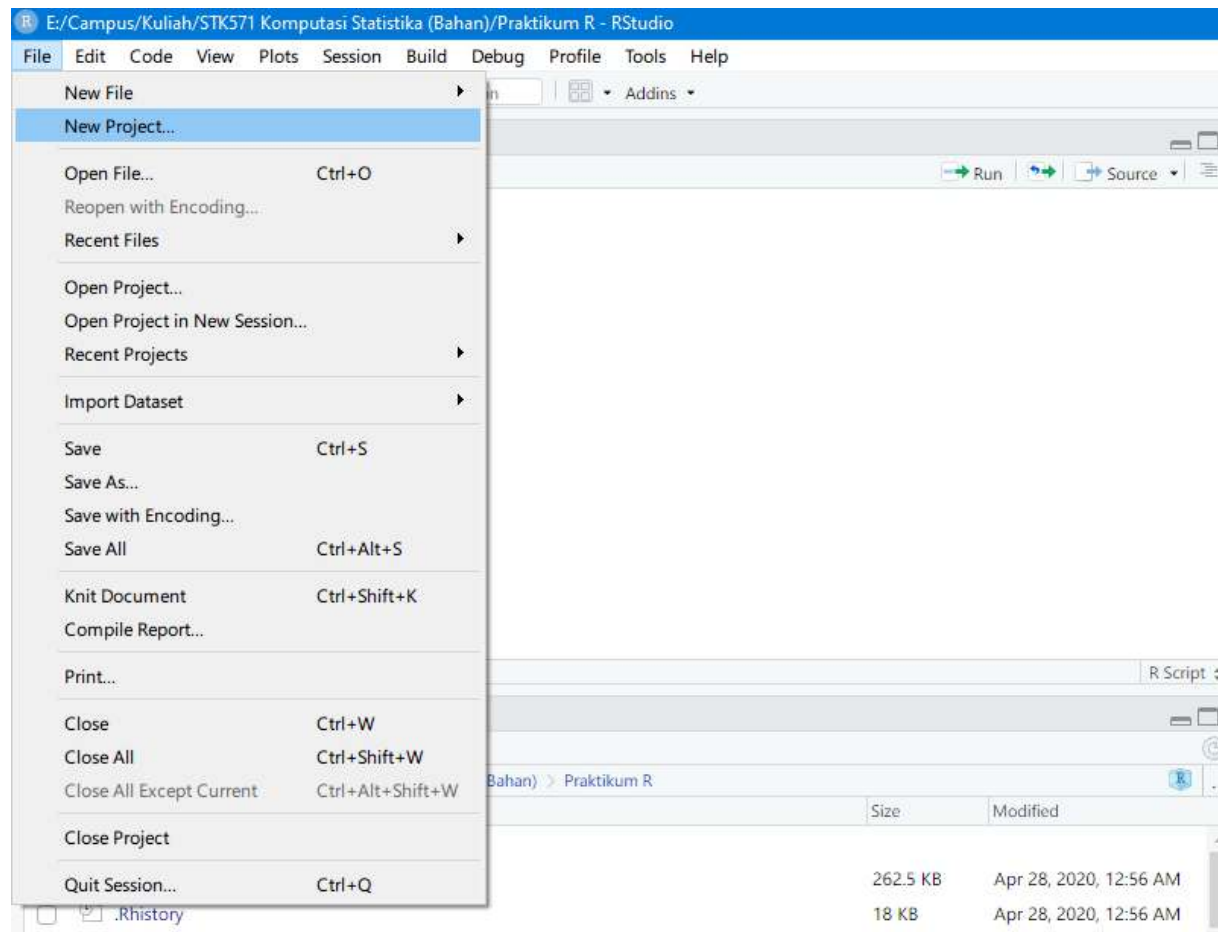 E:/Campus/Kuliah/STK571 Komputasi Statistika (Bahan)/Praktikum R - RStudio
File Edit Code View Plots Session Build Debug Profile Tools Help
Addins
New File
New Project...
Open File... Ctrl+O
Reopen with Encoding...
Recent Files
Open Project...
Open Project in New Session...
Recent Projects
Import Dataset
Save Ctrl+S
Save As...
Save with Encoding...
Save All Ctrl+Alt+S
Knit Document Ctrl+Shift+K
Compile Report...
Print...
Close Ctrl+W
Close All Ctrl+Shift+W
Close All Except Current Ctrl+Alt+Shift+W
Close Project
Quit Session... Ctrl+Q
Run Source
R Script
Bahan) > Praktikum R
Size Modified
262.5 KB Apr 28, 2020, 12:56 AM
.Rhistory 18 KB Apr 28, 2020, 12:56 AM